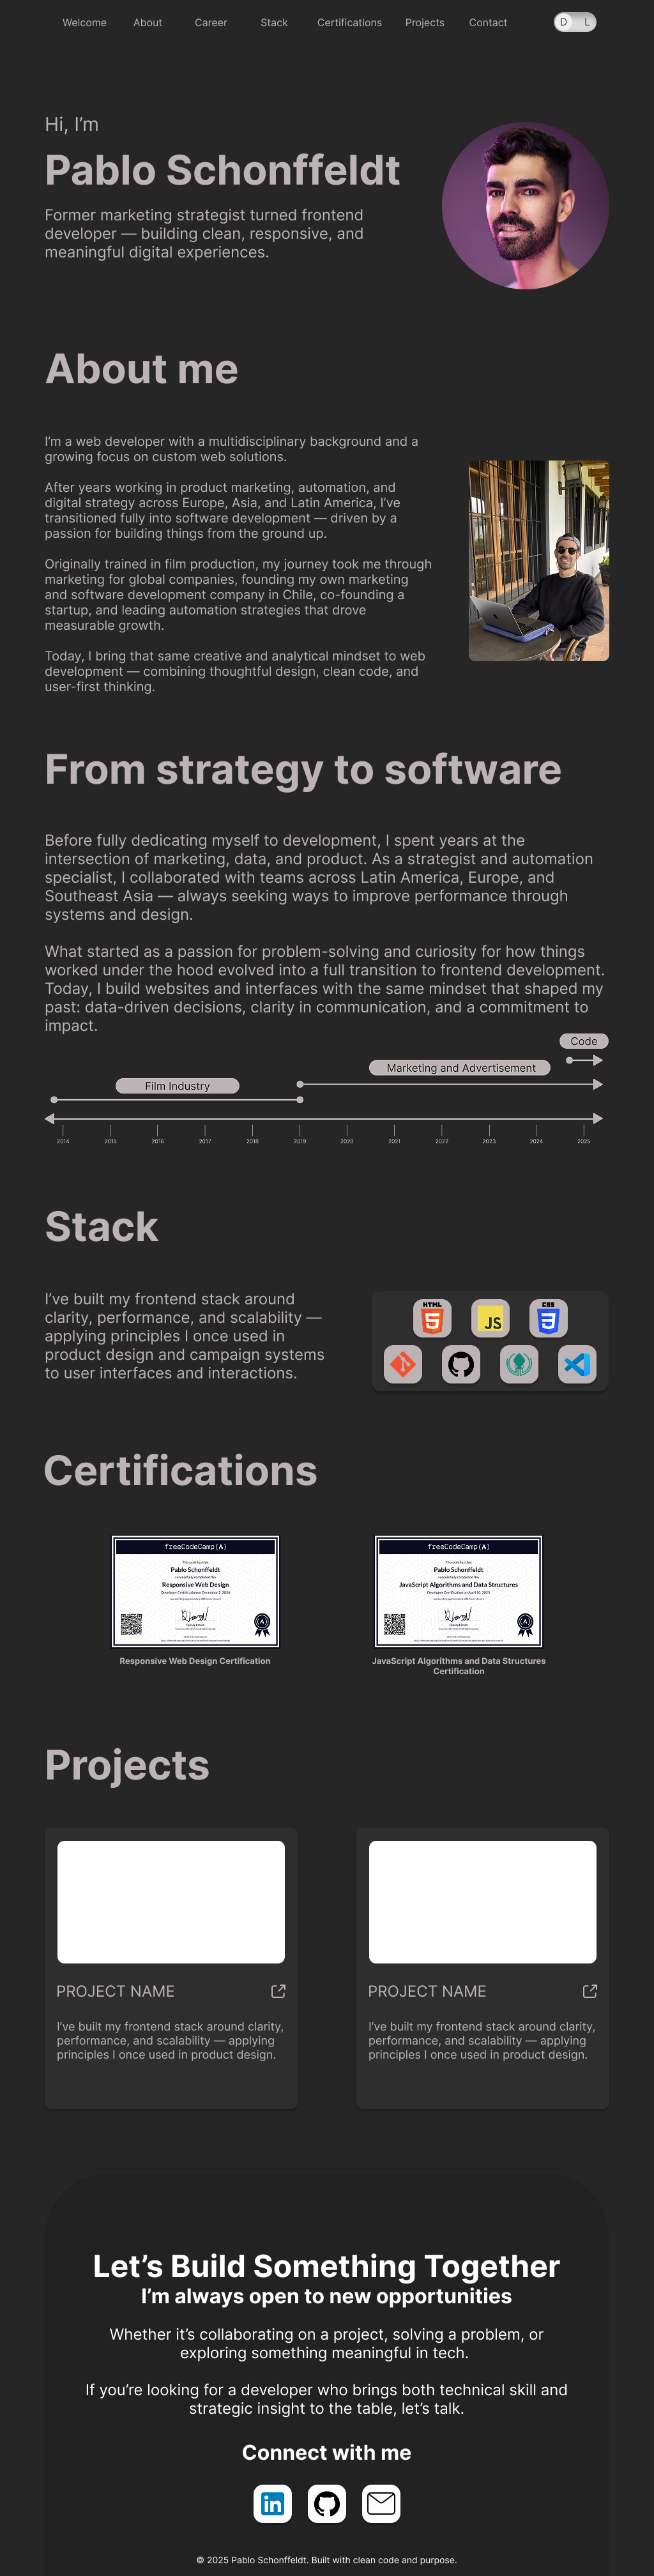 Welcome About Career Stack Certifications Projects Contact D L
Hi, I'm
Pablo Schonffeldt
Former marketing strategist turned frontend
developer — building clean, responsive, and
meaningful digital experiences.
About me
I'm a web developer with a multidisciplinary background and a
growing focus on custom web solutions.
After years working in product marketing, automation, and
digital strategy across Europe, Asia, and Latin America, I've
transitioned fully into software development — driven by a
passion for building things from the ground up.
Originally trained in film production, my journey took me through
marketing for global companies, founding my own marketing
and software development company in Chile, co-founding a
startup, and leading automation strategies that drove
measurable growth.
Today, I bring that same creative and analytical mindset to web
development — combining thoughtful design, clean code, and
user-first thinking.
From strategy to software
Before fully dedicating myself to development, I spent years at the
intersection of marketing, data, and product. As a strategist and automation
specialist, I collaborated with teams across Latin America, Europe, and
Southeast Asia — always seeking ways to improve performance through
systems and design.
What started as a passion for problem-solving and curiosity for how things
worked under the hood evolved into a full transition to frontend development.
Today, I build websites and interfaces with the same mindset that shaped my
past: data-driven decisions, clarity in communication, and a commitment to
impact.
Code
Marketing and Advertisement
Film Industry
2014 2015 2016 2017 2018 2019 2020 2021 2022 2023 2024 2025
Stack
I've built my frontend stack around
clarity, performance, and scalability —
applying principles I once used in
product design and campaign systems
to user interfaces and interactions.
HTML 5 JS CSS 3
Certifications
freeCodeCamp(A)
This certifies that
Pablo Schonffeldt
successfully completed the
Responsive Web Design
Developer Certification on December 2, 2024
Responsive Web Design Certification
freeCodeCamp(A)
This certifies that
Pablo Schonffeldt
successfully completed the
JavaScript Algorithms and Data Structures
JavaScript Algorithms and Data Structures
Certification
Projects
PROJECT NAME
I've built my frontend stack around clarity,
performance, and scalability — applying
principles I once used in product design.
PROJECT NAME
I've built my frontend stack around clarity,
performance, and scalability — applying
principles I once used in product design.
Let's Build Something Together
I'm always open to new opportunities
Whether it's collaborating on a project, solving a problem, or
exploring something meaningful in tech.
If you're looking for a developer who brings both technical skill and
strategic insight to the table, let's talk.
Connect with me
in
© 2025 Pablo Schonffeldt. Built with clean code and purpose.